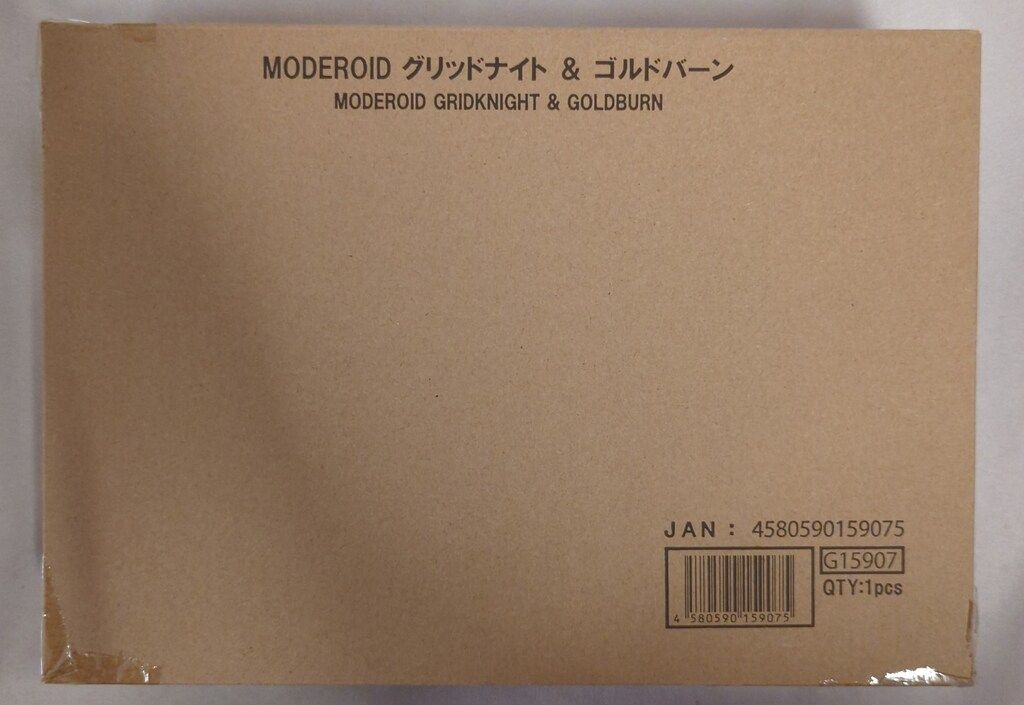 MODEROID グリッドナイト & ゴルドバーン
MODEROID GRIDKNIGHT & GOLDBURN
JAN : 4580590159075
G15907
QTY:1pcs
4 580590 159075